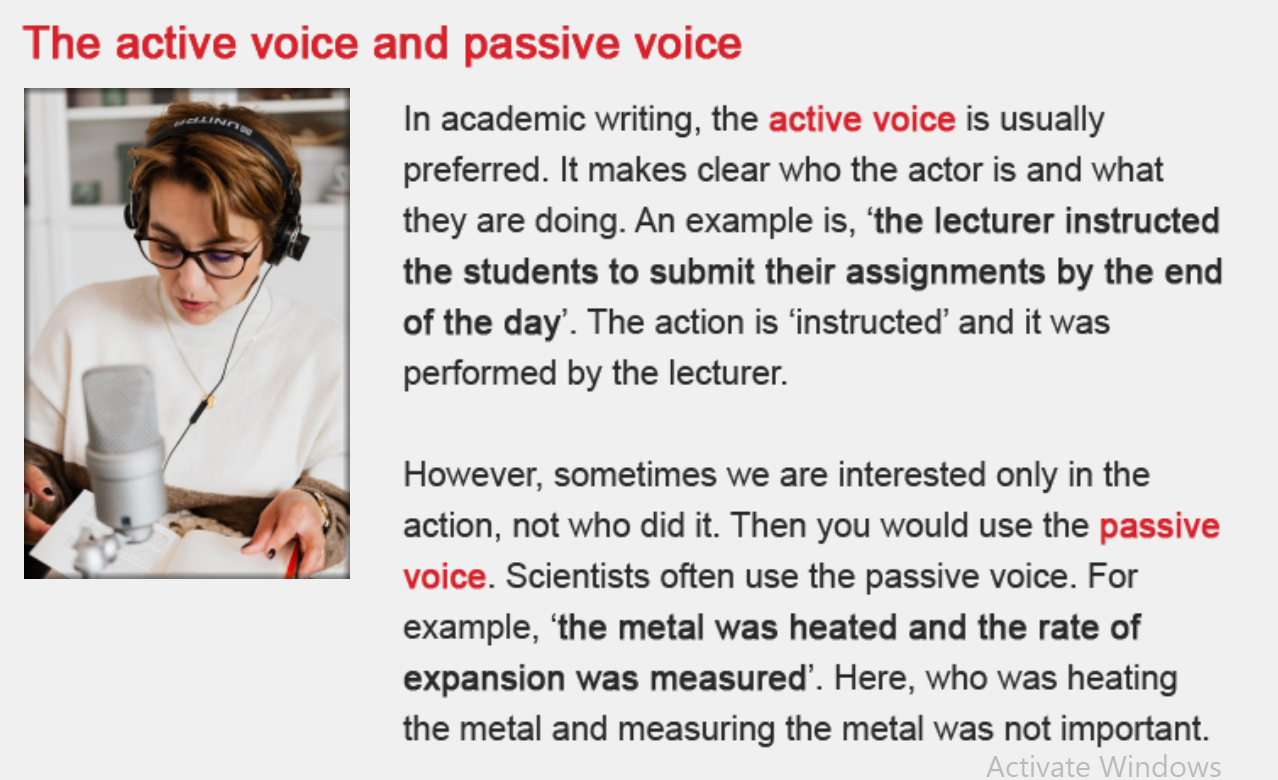 The active voice and passive voice
UNITRA
In academic writing, the active voice is usually
preferred. It makes clear who the actor is and what
they are doing. An example is, ‘the lecturer instructed
the students to submit their assignments by the end
of the day’. The action is ‘instructed’ and it was
performed by the lecturer.
However, sometimes we are interested only in the
action, not who did it. Then you would use the passive
voice. Scientists often use the passive voice. For
example, ‘the metal was heated and the rate of
expansion was measured’. Here, who was heating
the metal and measuring the metal was not important.
Activate Windows